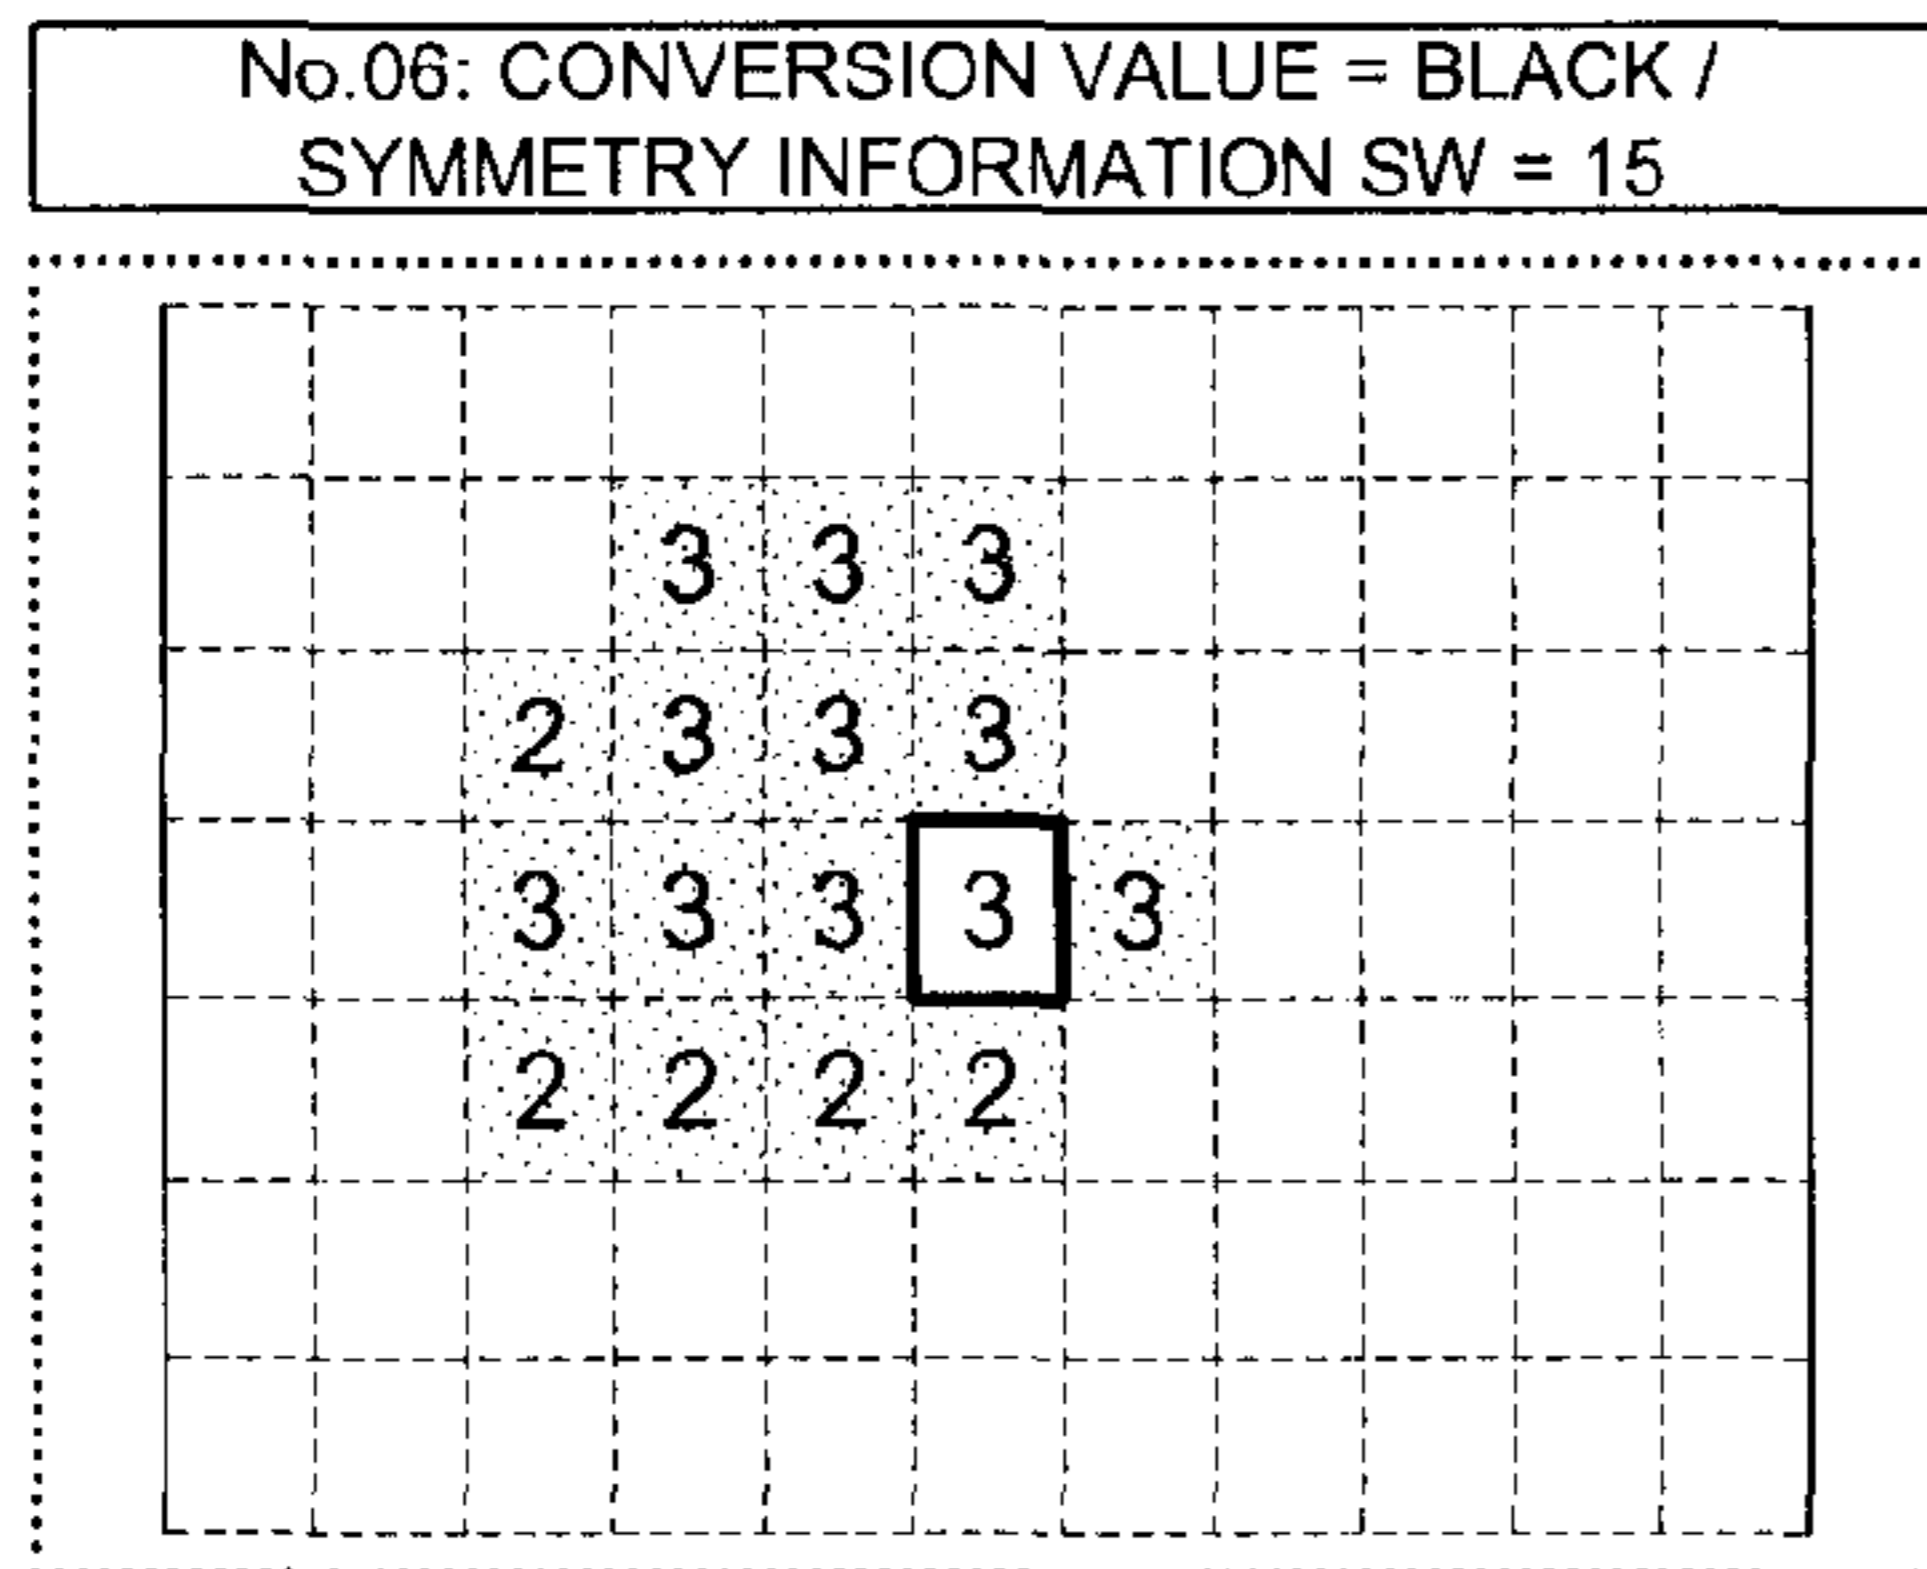 No.06: CONVERSION VALUE = BLACK /
SYMMETRY INFORMATION SW = 15
3 3 3
2 3 3 3
3 3 3 3 3
2 2 2 2